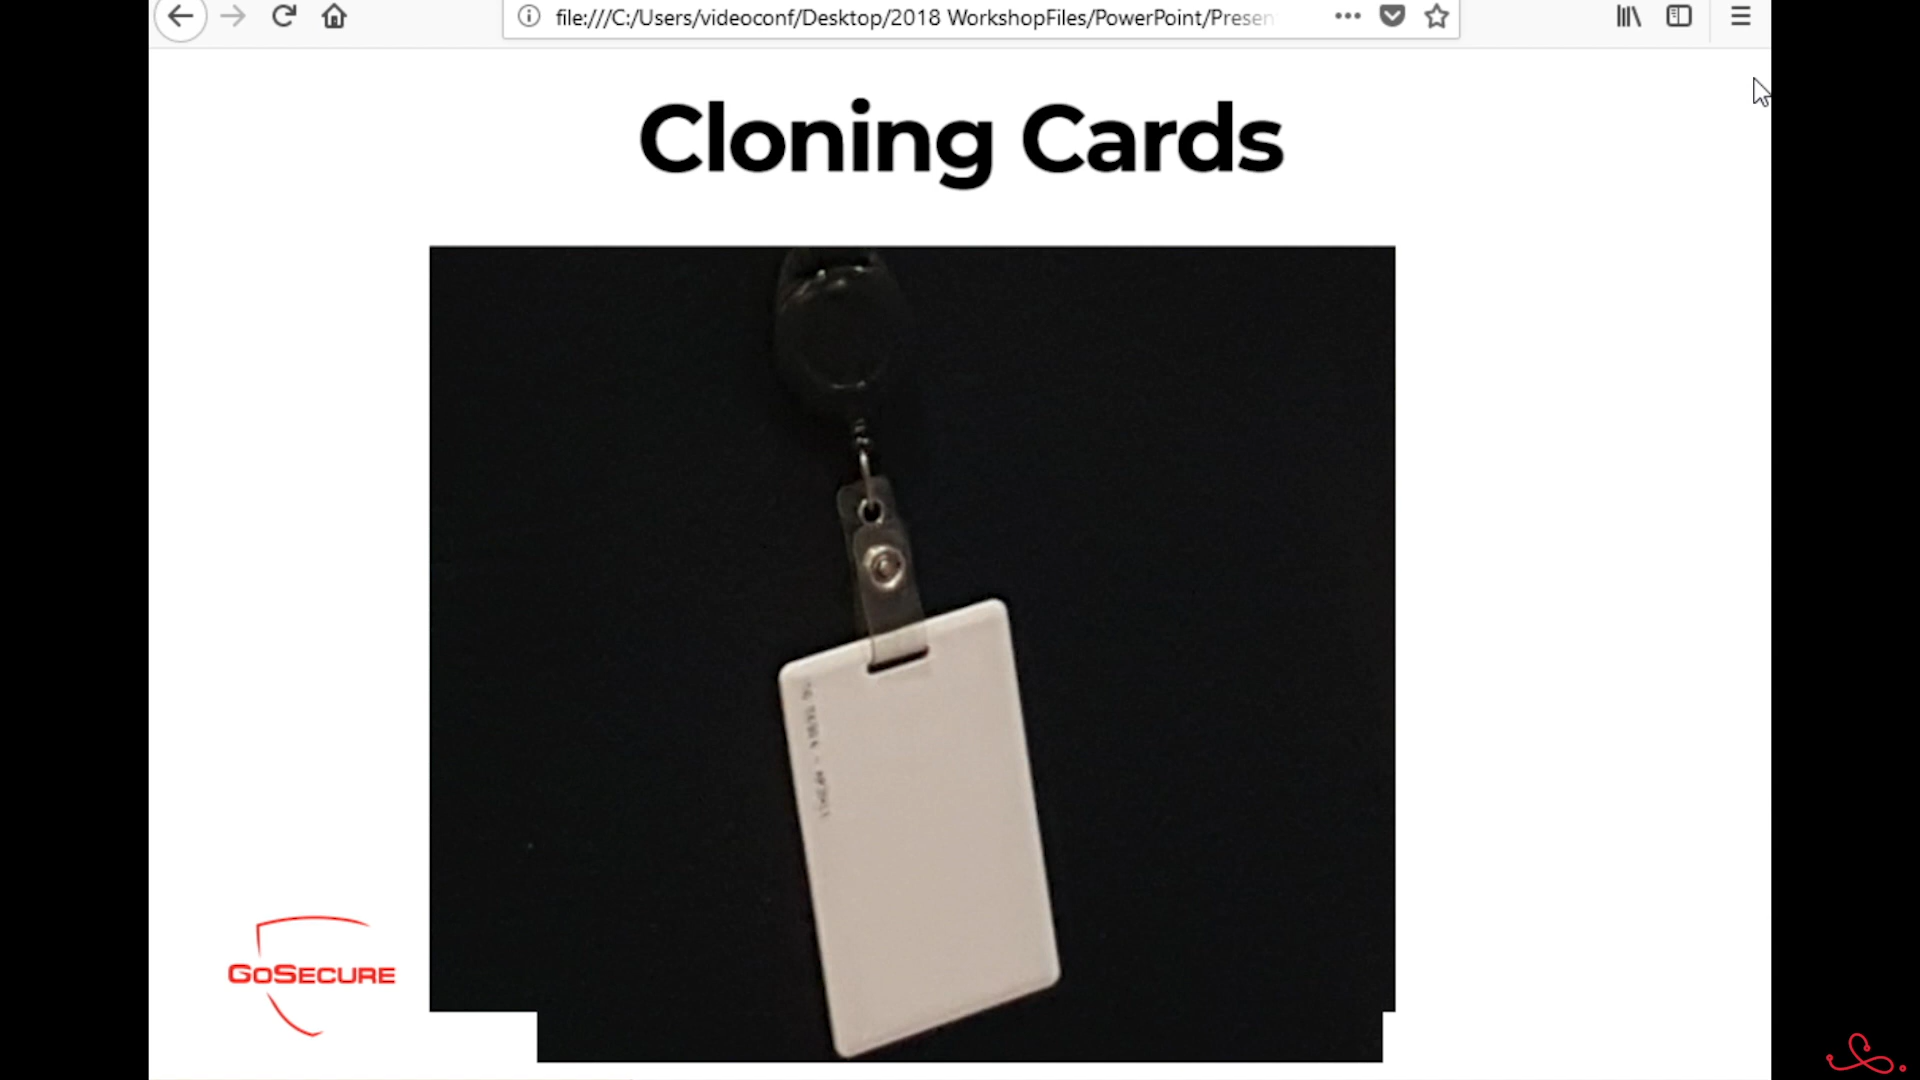 file:///C:/Users/videoconf/Desktop/2018 WorkshopFiles/PowerPoint/Presen
Cloning Cards
GoSecure